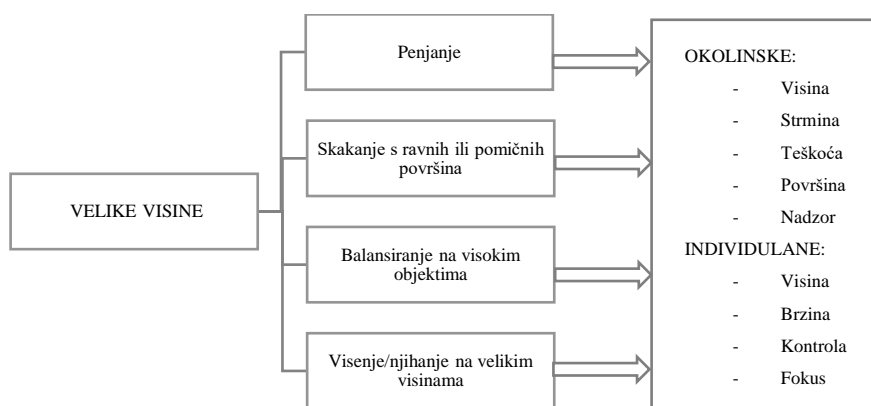 VELIKE VISINE
Penjanje
Skakanje s ravnih ili pomičnih
površina
Balansiranje na visokim
objektima
Visenje/njihanje na velikim
visinama
OKOLINSKE:
- Visina
- Strmina
- Teškoća
- Površina
- Nadzor
INDIVIDULANE:
- Visina
- Brzina
- Kontrola
- Fokus